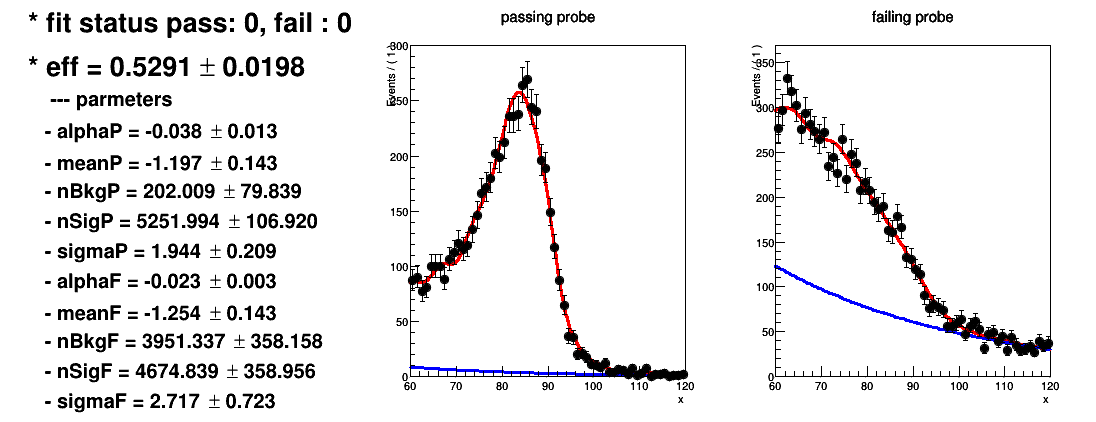 * fit status pass: 0, fail : 0
* eff = 0.5291 ± 0.0198
--- parmeters
- alphaP = -0.038 ± 0.013
- meanP = -1.197 ± 0.143
- nBkgP = 202.009 ± 79.839
- nSigP = 5251.994 ± 106.920
- sigmaP = 1.944 ± 0.209
- alphaF = -0.023 ± 0.003
- meanF = -1.254 ± 0.143
- nBkgF = 3951.337 ± 358.158
- nSigF = 4674.839 ± 358.956
- sigmaF = 2.717 ± 0.723
passing probe
Events / ( 1 )
300
250
200
150
100
50
0
60 70 80 90 100 110 120
x
failing probe
Events / ( 1 )
350
300
250
200
150
100
50
0
60 70 80 90 100 110 120
x